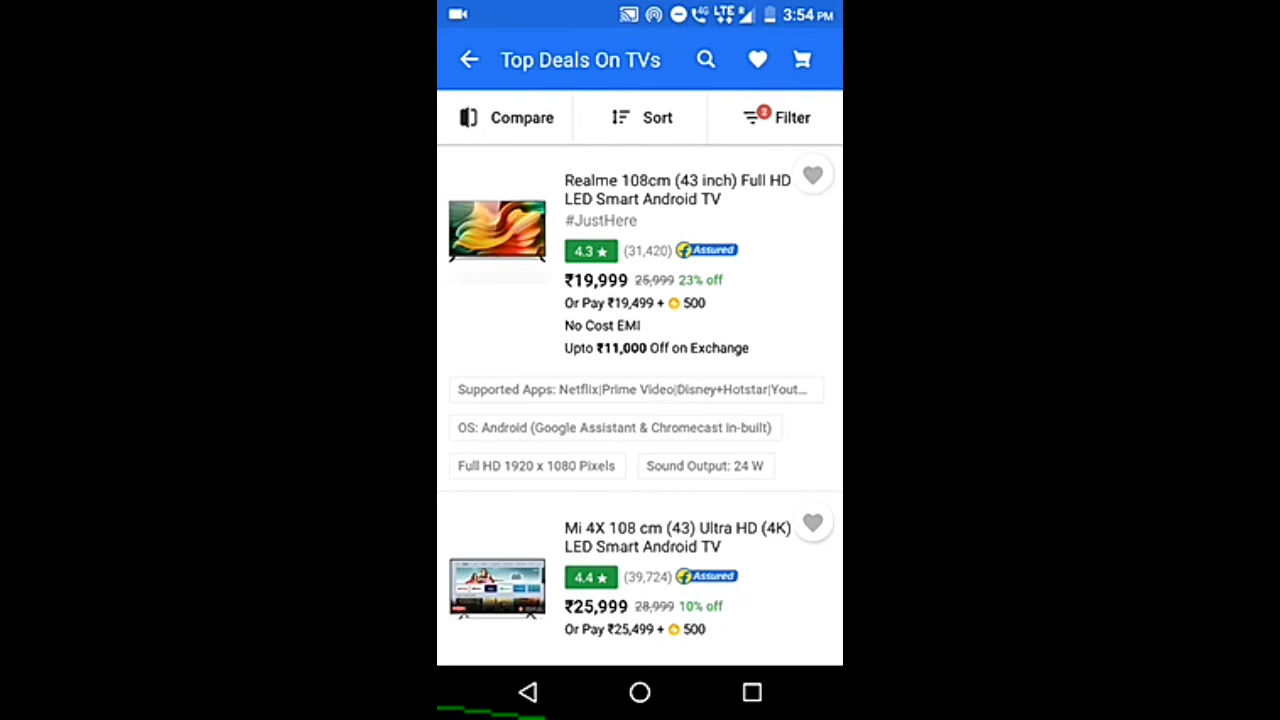 4G LTE R 3:54 PM
Top Deals On TVs
Compare Sort 2 Filter
Realme 108cm (43 inch) Full HD
LED Smart Android TV
#JustHere
4.3 ★ (31,420) Assured
₹19,999 25,999 23% off
Or Pay ₹19,499 + 500
No Cost EMI
Upto ₹11,000 Off on Exchange
Supported Apps: Netflix|Prime Video|Disney+Hotstar|Yout...
OS: Android (Google Assistant & Chromecast in-built)
Full HD 1920 x 1080 Pixels Sound Output: 24 W
Mi 4X 108 cm (43) Ultra HD (4K)
LED Smart Android TV
4.4 ★ (39,724) Assured
₹25,999 28,999 10% off
Or Pay ₹25,499 + 500